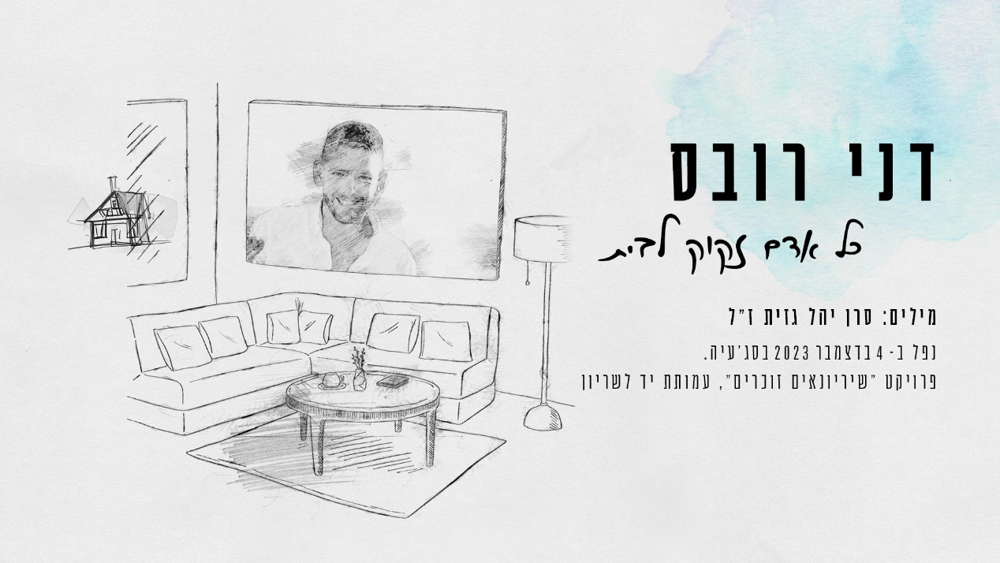 דני רובס
כל אדם זקוק לבית
מילים: סרן יהל גזית ז"ל
נפל ב- 4 בדצמבר 2023 בסג'עיה.
פרויקט "שיריונאים זוכרים", עמותת יד לשריון